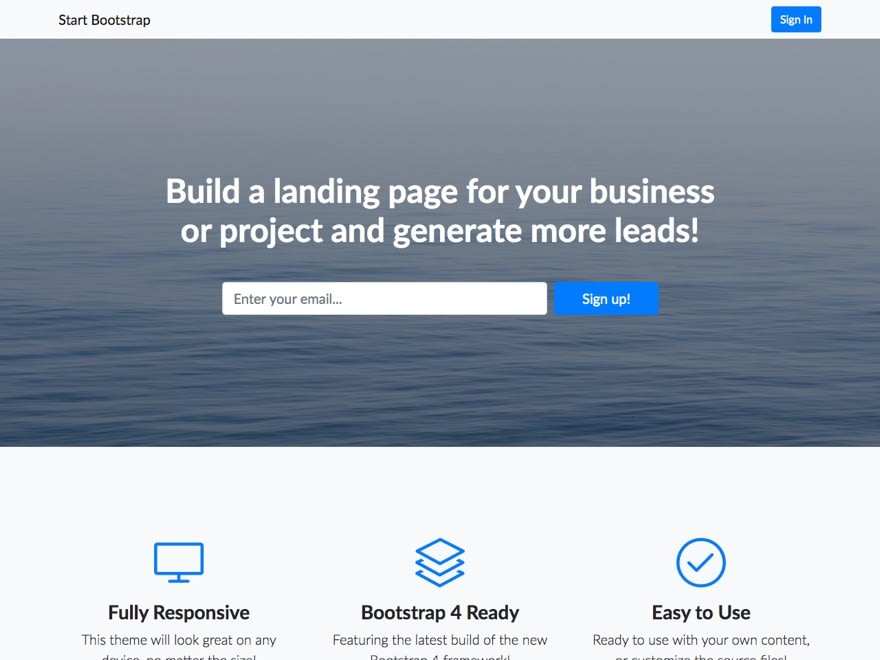 Start Bootstrap
Sign In
Build a landing page for your business
or project and generate more leads!
Enter your email...
Sign up!
Fully Responsive
Bootstrap 4 Ready
Easy to Use
This theme will look great on any
device, no matter the size!
Featuring the latest build of the new
Bootstrap 4 framework!
Ready to use with your own content,
or customize the source files!